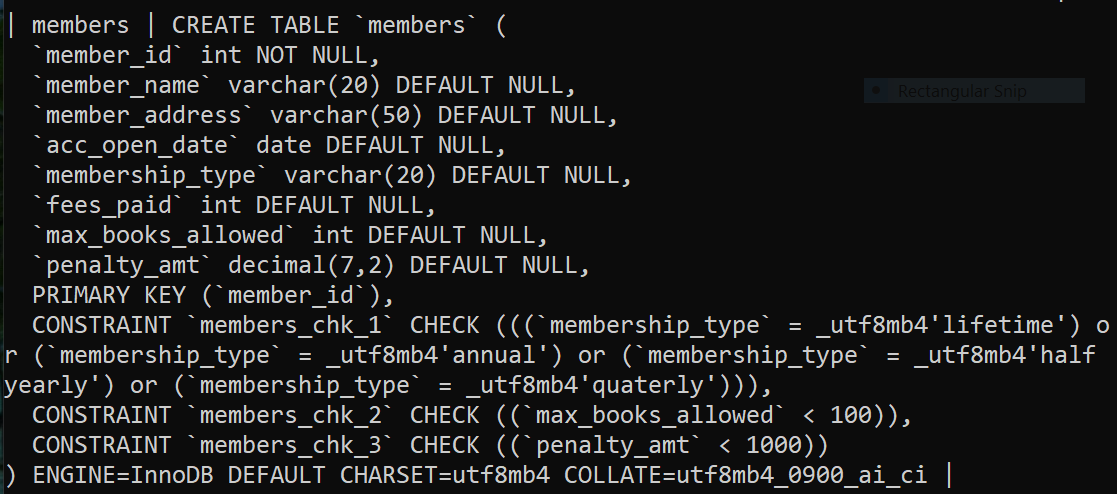 | members | CREATE TABLE `members` (
`member_id` int NOT NULL,
`member_name` varchar(20) DEFAULT NULL,
Rectangular Snip
`member_address` varchar(50) DEFAULT NULL,
`acc_open_date` date DEFAULT NULL,
`membership_type` varchar(20) DEFAULT NULL,
`fees_paid` int DEFAULT NULL,
`max_books_allowed` int DEFAULT NULL,
`penalty_amt` decimal(7,2) DEFAULT NULL,
PRIMARY KEY (`member_id`),
CONSTRAINT `members_chk_1` CHECK (((`membership_type` = _utf8mb4'lifetime') o
r (`membership_type` = _utf8mb4'annual') or (`membership_type` = _utf8mb4'half
yearly') or (`membership_type` = _utf8mb4'quaterly'))),
CONSTRAINT `members_chk_2` CHECK ((`max_books_allowed` < 100)),
CONSTRAINT `members_chk_3` CHECK ((`penalty_amt` < 1000))
) ENGINE=InnoDB DEFAULT CHARSET=utf8mb4 COLLATE=utf8mb4_0900_ai_ci |